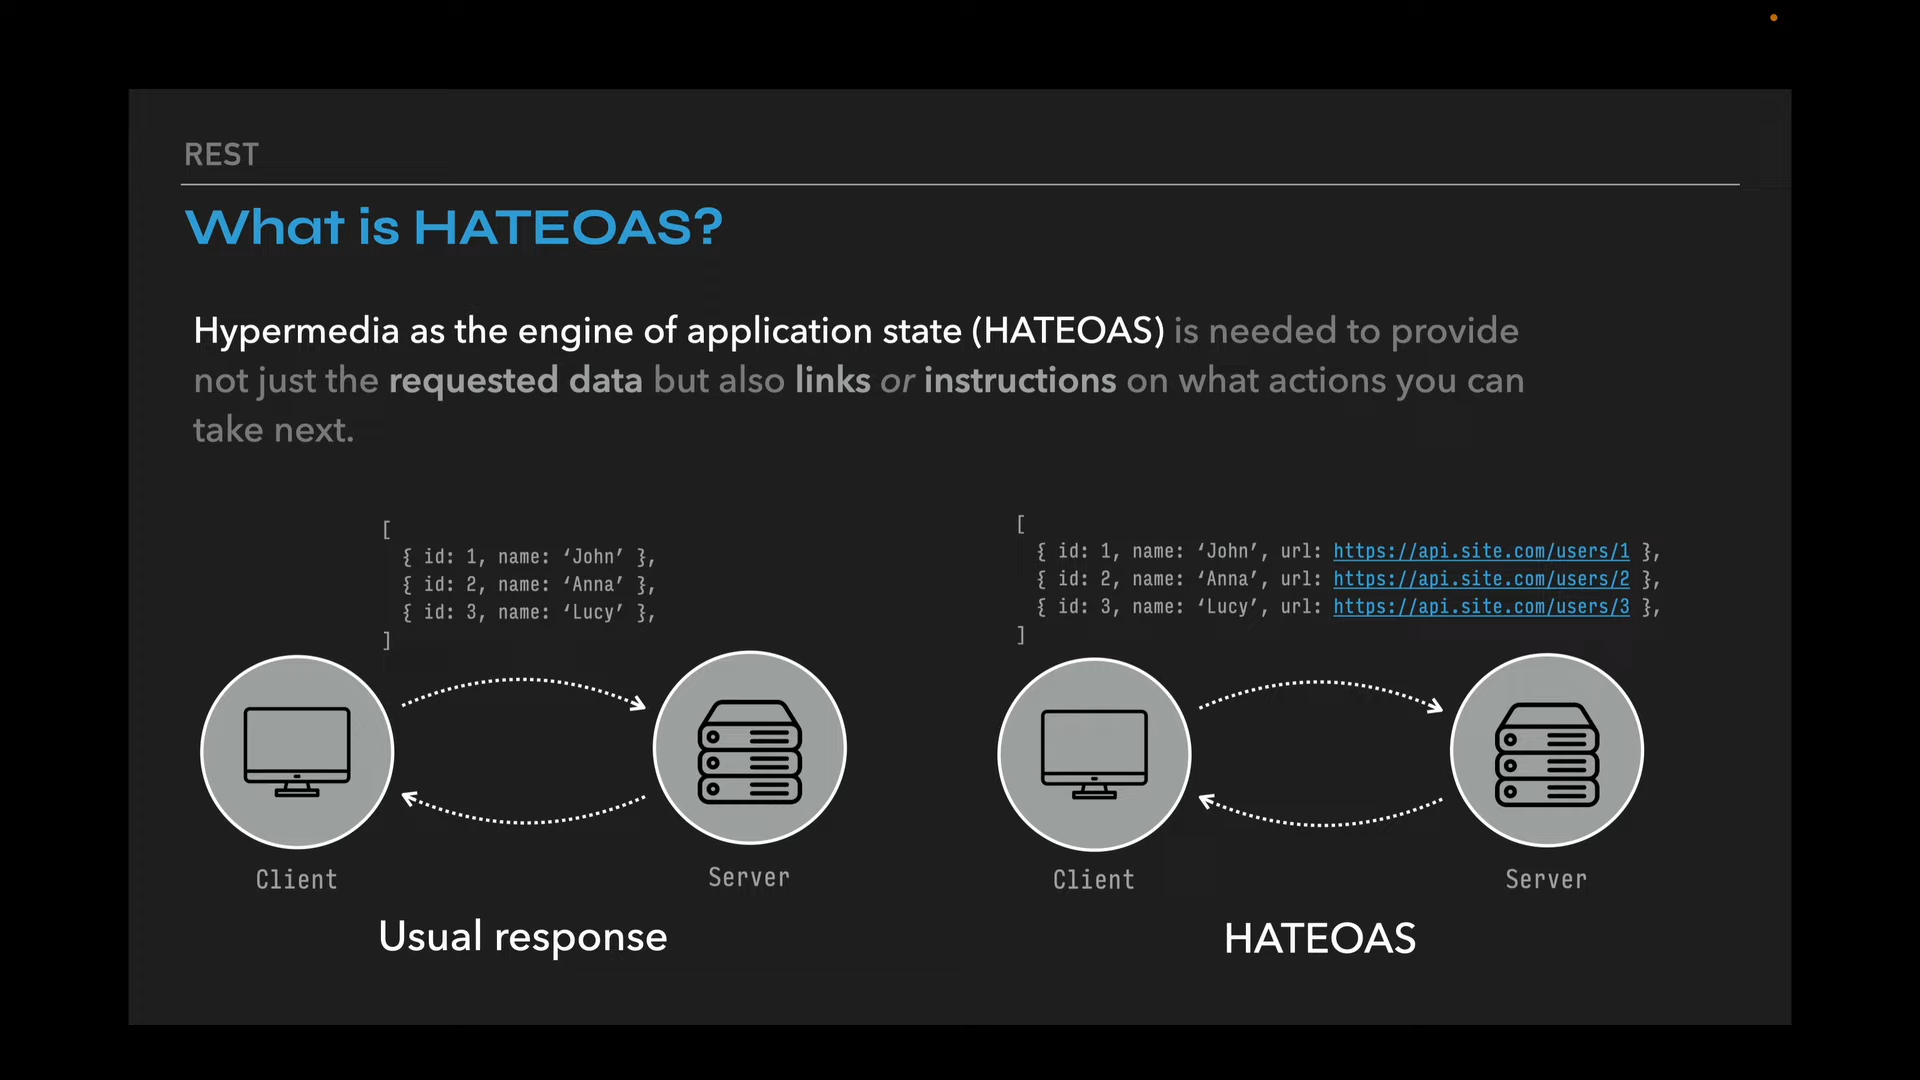 REST
What is HATEOAS?
Hypermedia as the engine of application state (HATEOAS) is needed to provide
not just the requested data but also links or instructions on what actions you can
take next.
[
{ id: 1, name: ‘John’ },
{ id: 2, name: ‘Anna’ },
{ id: 3, name: ‘Lucy’ },
]
Client
Server
Usual response
[
{ id: 1, name: ‘John’, url: https://api.site.com/users/1 },
{ id: 2, name: ‘Anna’, url: https://api.site.com/users/2 },
{ id: 3, name: ‘Lucy’, url: https://api.site.com/users/3 },
]
Client
Server
HATEOAS